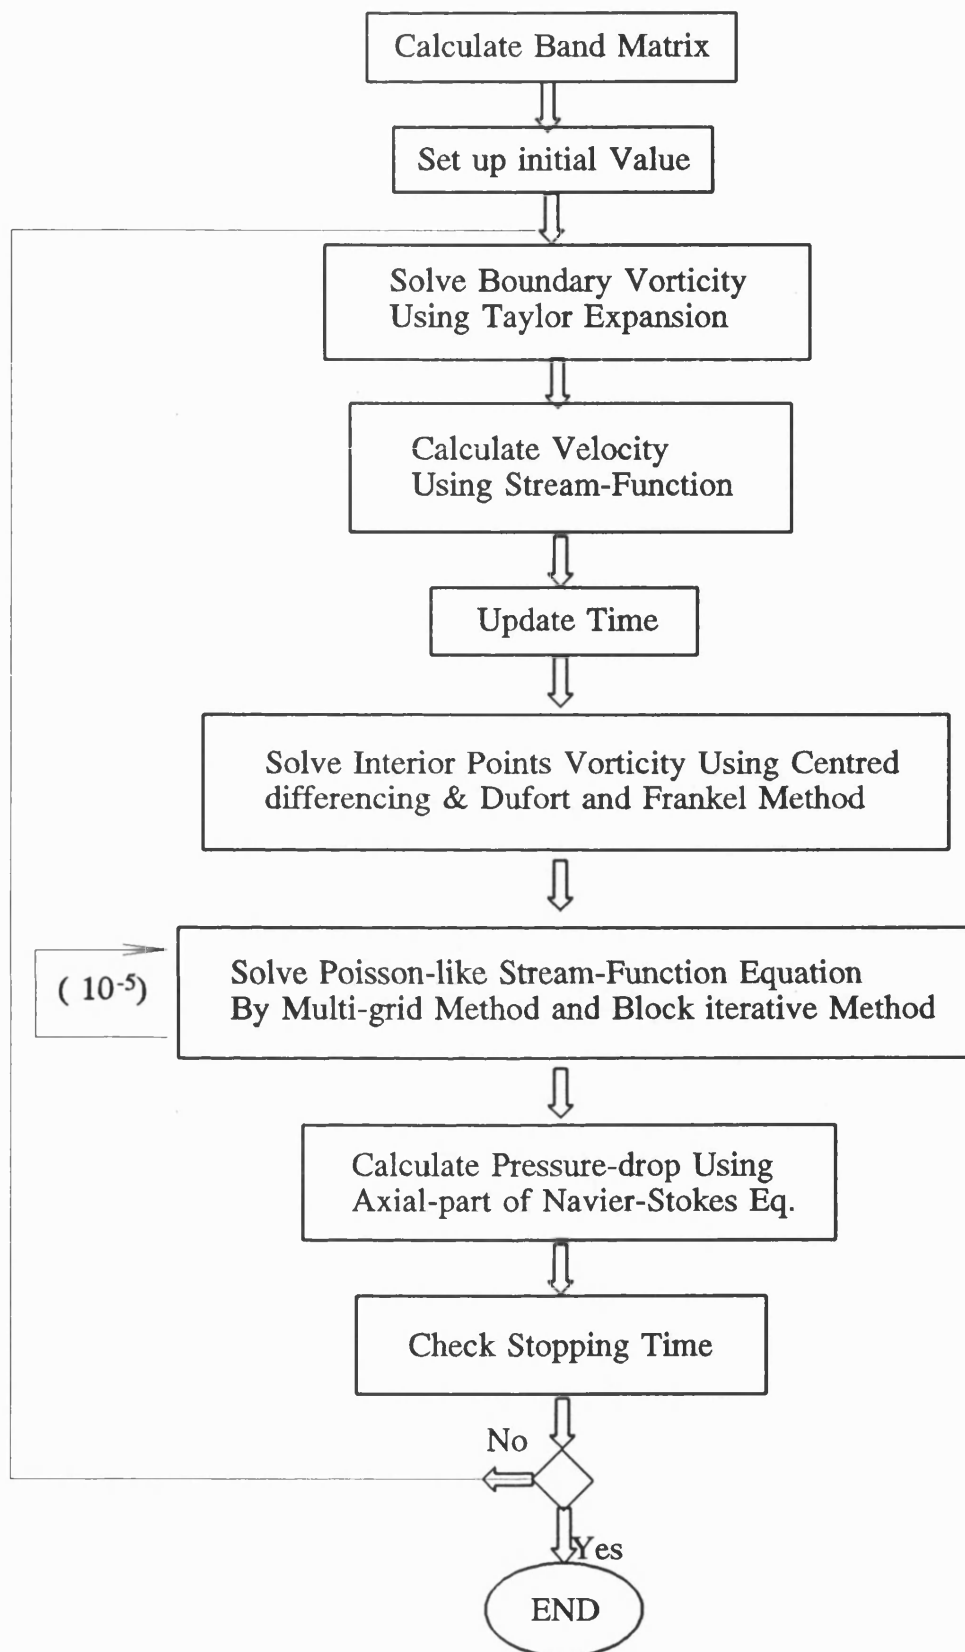 Calculate Band Matrix
Set up initial Value
Solve Boundary Vorticity
Using Taylor Expansion
Calculate Velocity
Using Stream-Function
Update Time
Solve Interior Points Vorticity Using Centred
differencing & Dufort and Frankel Method
( 10⁻⁵)
Solve Poisson-like Stream-Function Equation
By Multi-grid Method and Block iterative Method
Calculate Pressure-drop Using
Axial-part of Navier-Stokes Eq.
Check Stopping Time
No
Yes
END